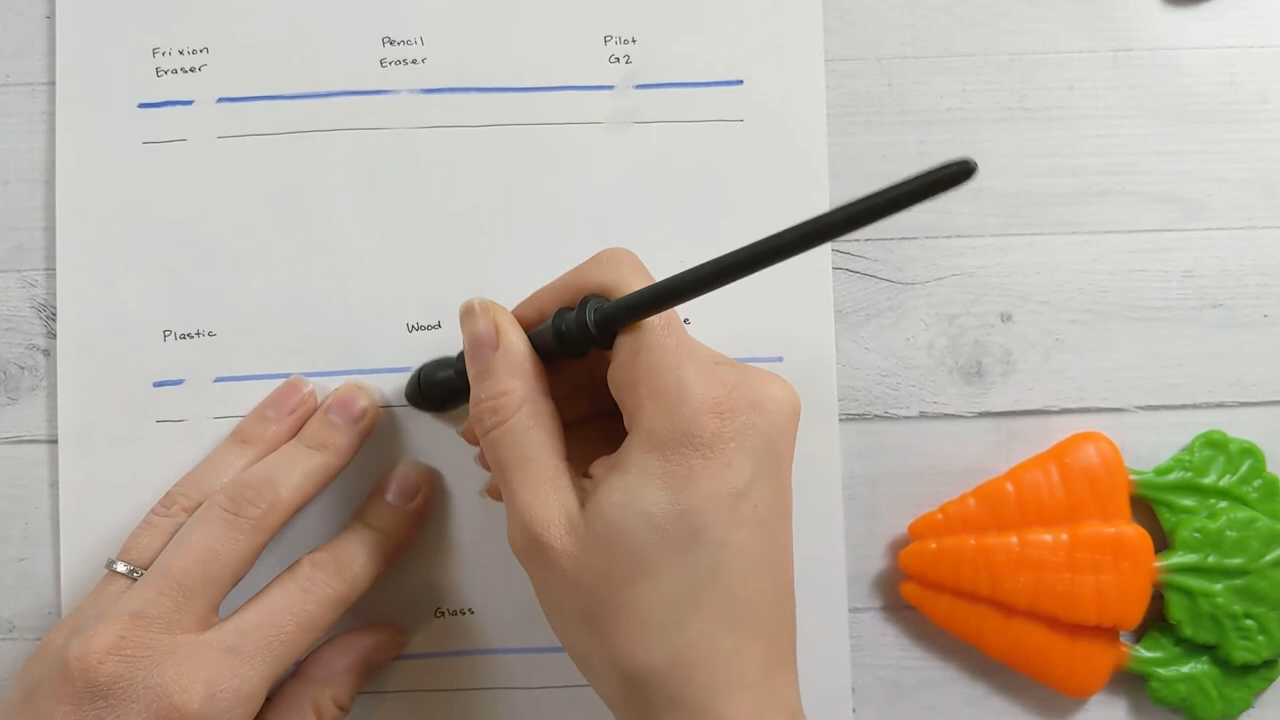 Frixion
Eraser
Pencil
Eraser
Pilot
G2
Plastic
Wood
Glass